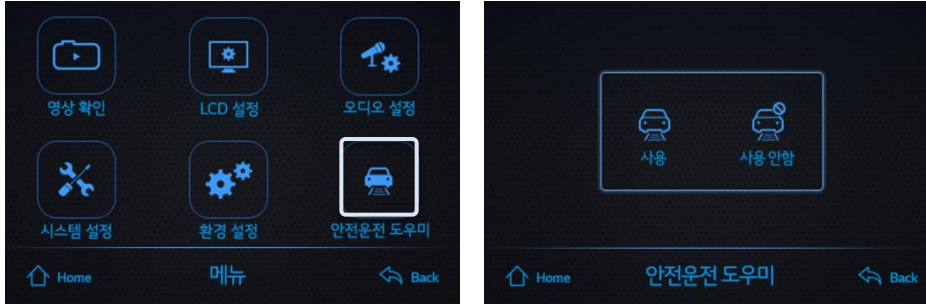 영상 확인
LCD 설정
오디오 설정
시스템 설정
환경 설정
안전운전 도우미
Home
메뉴
Back
사용
사용 안함
Home
안전운전 도우미
Back